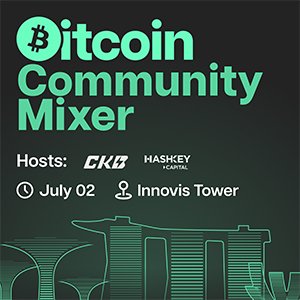 Bitcoin
Community
Mixer
Hosts: CKB HASHKEY CAPITAL
July 02 Innovis Tower